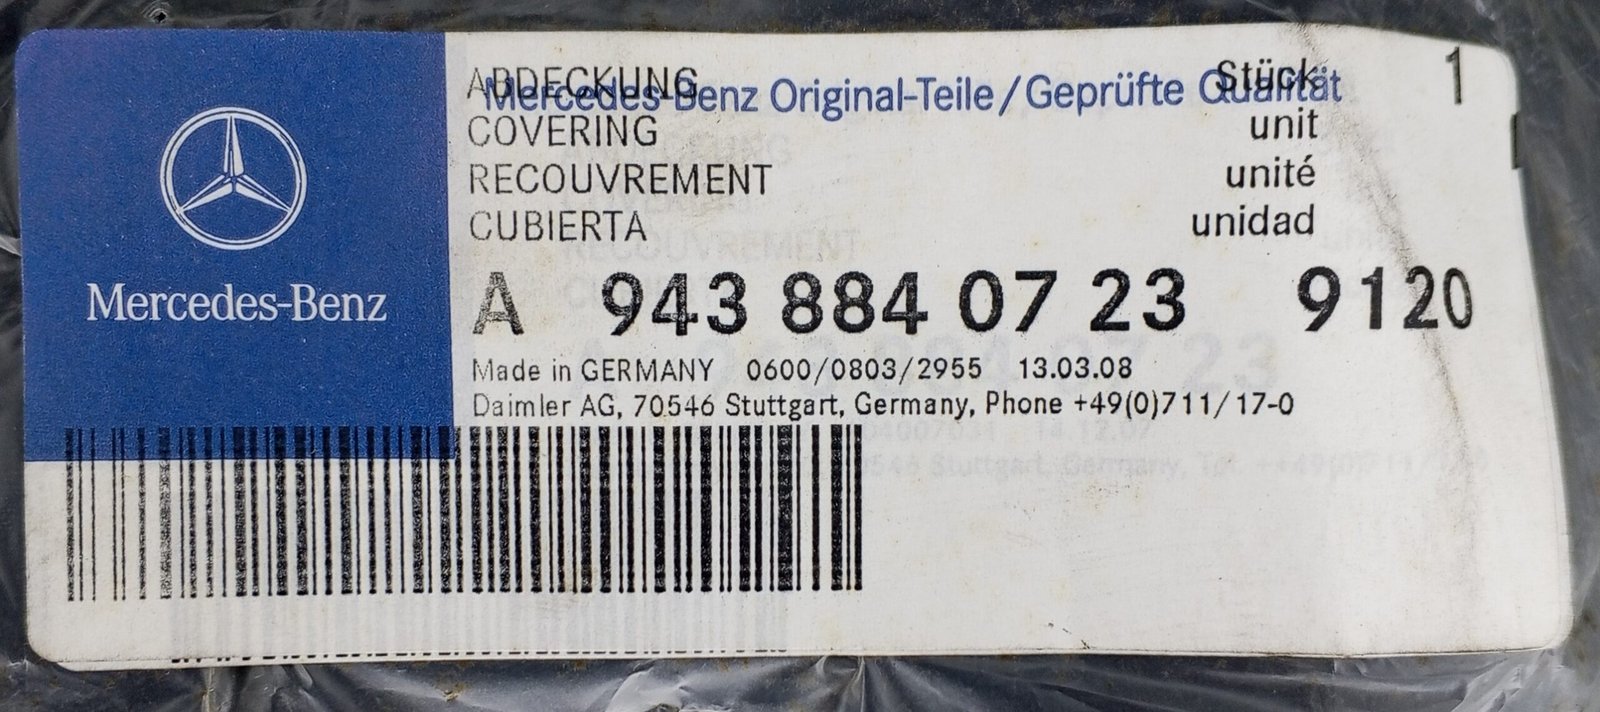 Mercedes-Benz
Mercedes-Benz Original-Teile/Geprüfte Qualität
ABDECKUNG Stück 1
COVERING unit
RECOUVREMENT unité
CUBIERTA unidad
A 943 884 07 23 9120
Made in GERMANY 0600/0803/2955 13.03.08
Daimler AG, 70546 Stuttgart, Germany, Phone +49(0)711/17-0